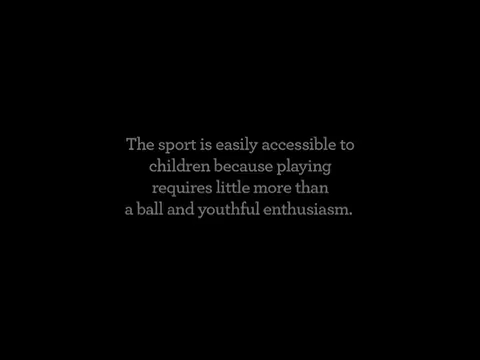 The sport is easily accessible to
children because playing
requires little more than
a ball and youthful enthusiasm.